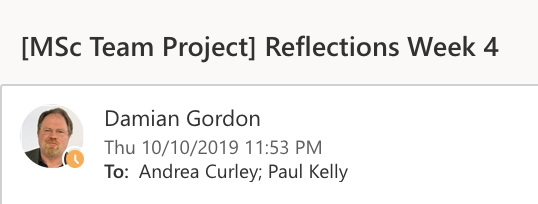 [MSc Team Project] Reflections Week 4
Damian Gordon
Thu 10/10/2019 11:53 PM
To: Andrea Curley; Paul Kelly